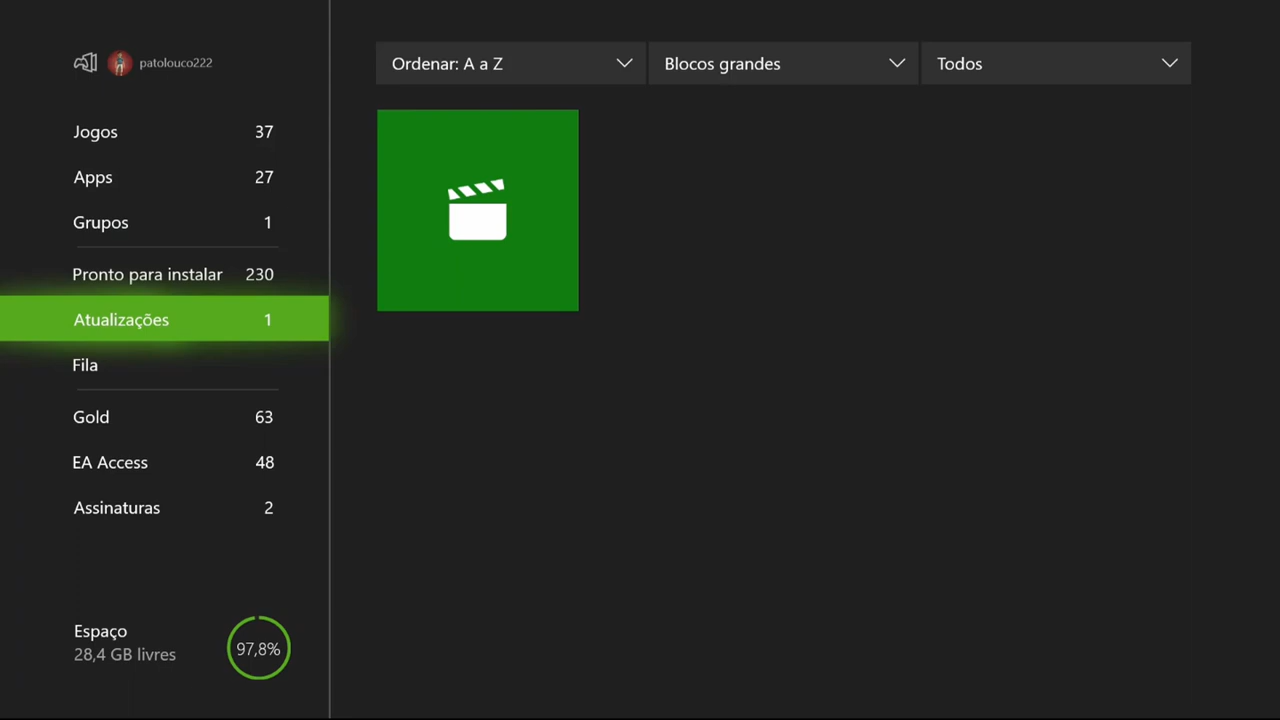 patolouco222
Jogos 37
Apps 27
Grupos 1
Pronto para instalar 230
Atualizações 1
Fila
Gold 63
EA Access 48
Assinaturas 2
Espaço
28,4 GB livres
97,8%
Ordenar: A a Z
Blocos grandes
Todos